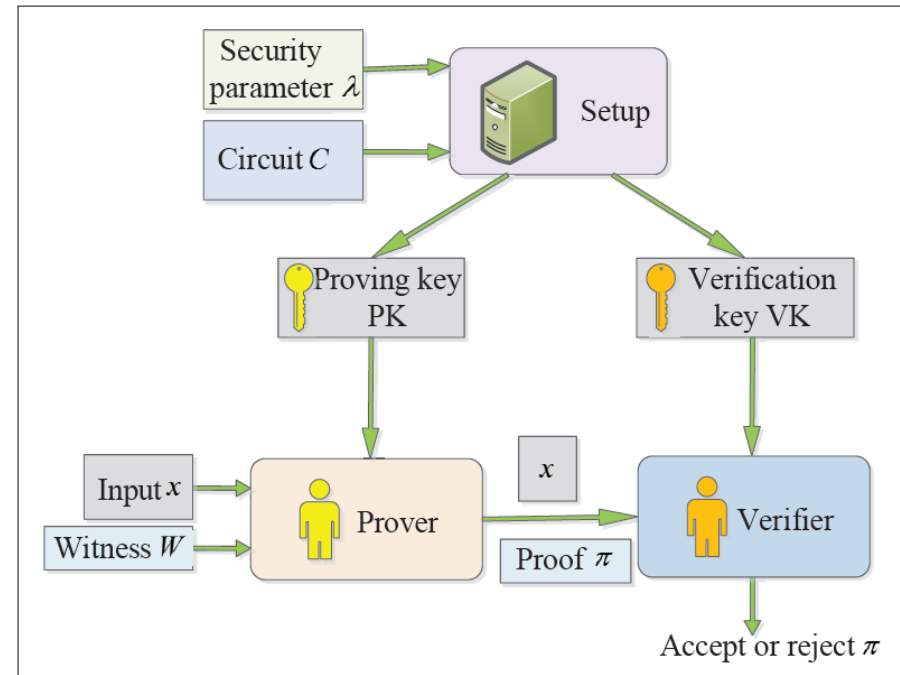 Security
parameter λ
Setup
Circuit C
Proving key
PK
Verification
key VK
Input x
Witness W
Prover
x
Proof π
Verifier
Accept or reject π